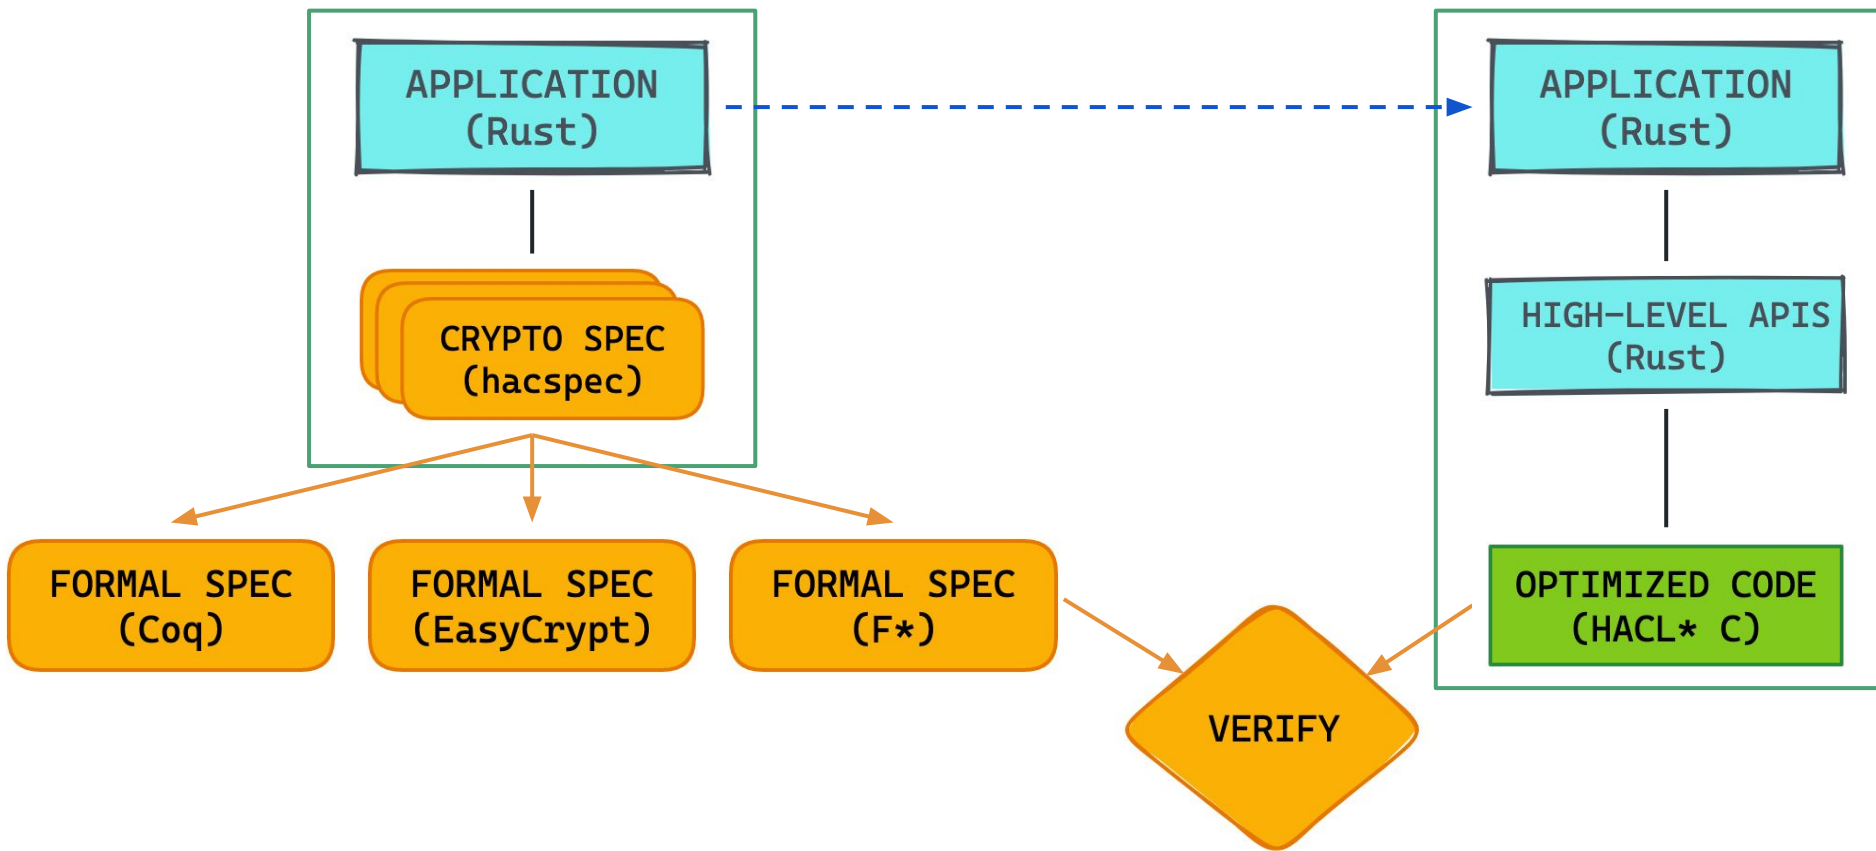 APPLICATION
(Rust)
APPLICATION
(Rust)
CRYPTO SPEC
(hacspec)
HIGH-LEVEL APIS
(Rust)
FORMAL SPEC
(Coq)
FORMAL SPEC
(EasyCrypt)
FORMAL SPEC
(F*)
OPTIMIZED CODE
(HACL* C)
VERIFY